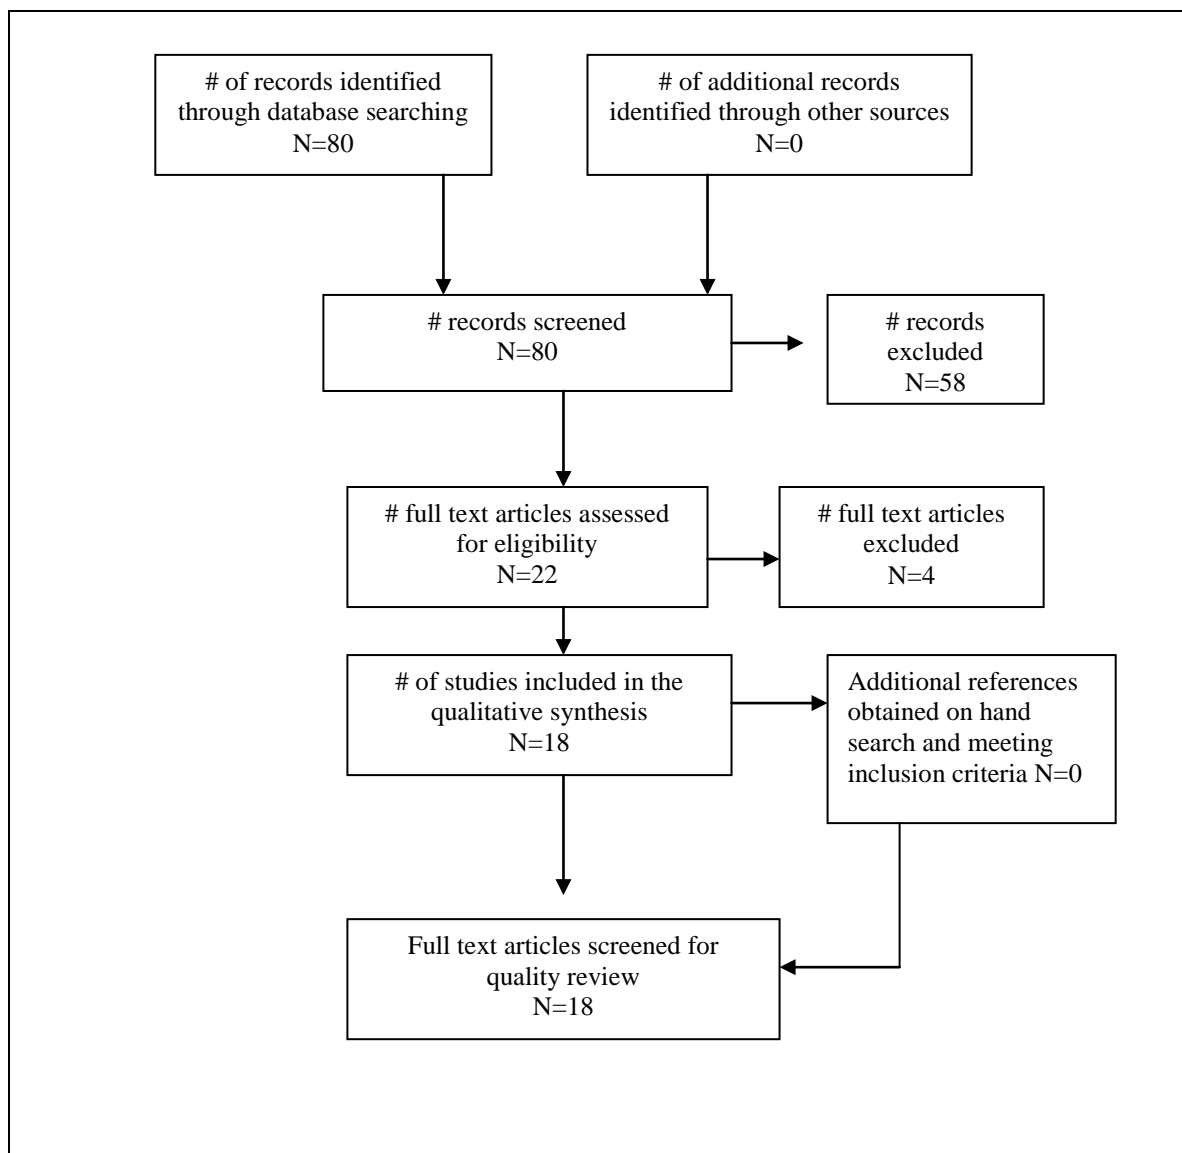 # of records identified
through database searching
N=80
# of additional records
identified through other sources
N=0
# records screened
N=80
# records
excluded
N=58
# full text articles assessed
for eligibility
N=22
# full text articles
excluded
N=4
# of studies included in the
qualitative synthesis
N=18
Additional references
obtained on hand
search and meeting
inclusion criteria N=0
Full text articles screened for
quality review
N=18